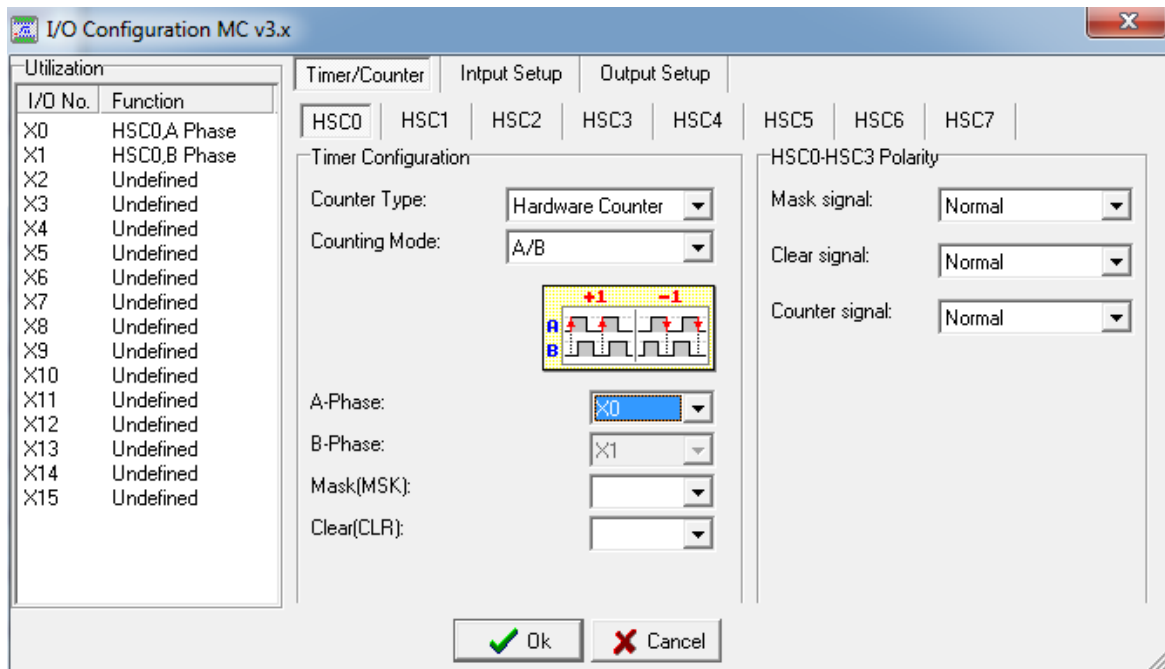 I/O Configuration MC v3.x
Utilization
I/O No. Function
X0 HSC0,A Phase
X1 HSC0,B Phase
X2 Undefined
X3 Undefined
X4 Undefined
X5 Undefined
X6 Undefined
X7 Undefined
X8 Undefined
X9 Undefined
X10 Undefined
X11 Undefined
X12 Undefined
X13 Undefined
X14 Undefined
X15 Undefined
Timer/Counter Intput Setup Output Setup
HSC0 HSC1 HSC2 HSC3 HSC4 HSC5 HSC6 HSC7
Timer Configuration
Counter Type: Hardware Counter
Counting Mode: A/B
+1 -1
A
B
A-Phase: X0
B-Phase: X1
Mask(MSK):
Clear(CLR):
HSC0-HSC3 Polarity
Mask signal: Normal
Clear signal: Normal
Counter signal: Normal
Ok Cancel